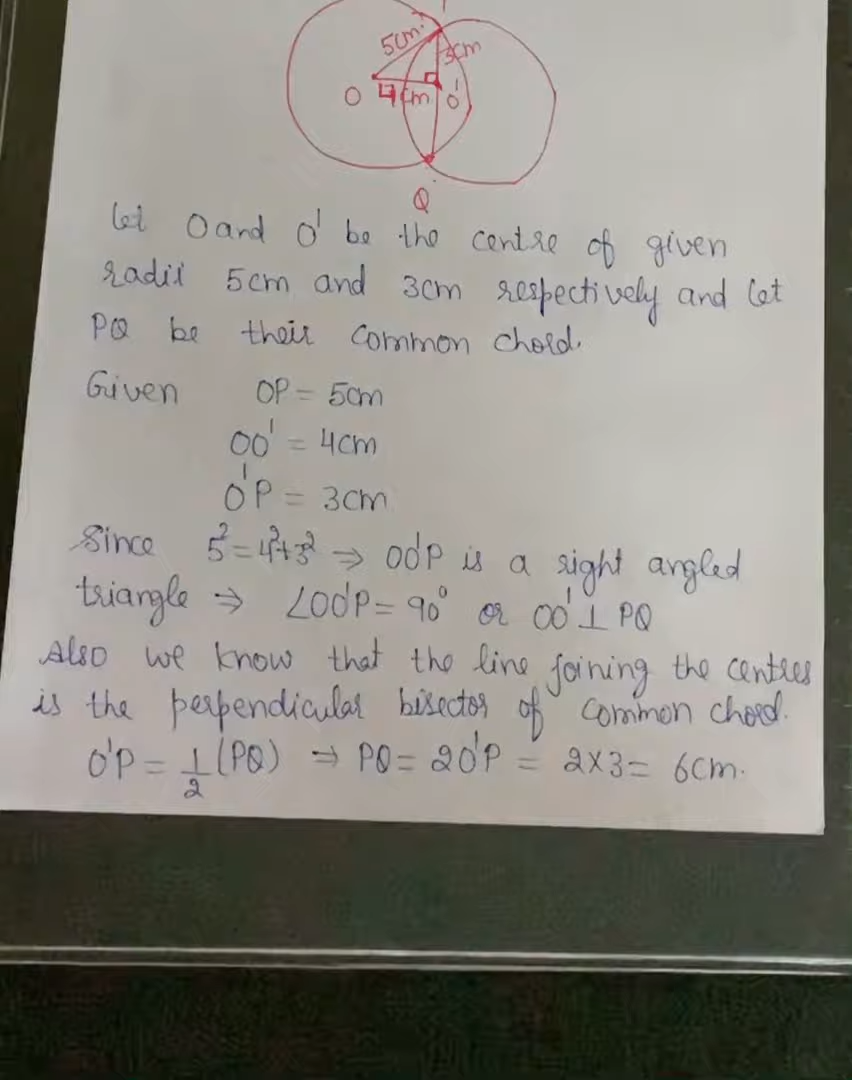 5cm
3cm
O 4cm O'
Q
Let O and O' be the centre of given
radii 5cm and 3cm respectively and let
PQ be their common chord.
Given OP = 5cm
OO' = 4cm
O'P = 3cm
Since 5² = 4²+3² ⇒ OO'P is a right angled
triangle ⇒ ∠OO'P = 90° or OO' ⊥ PQ
Also we know that the line joining the centres
is the perpendicular bisector of common chord.
O'P = 1/2 (PQ) ⇒ PQ = 2O'P = 2×3 = 6cm.